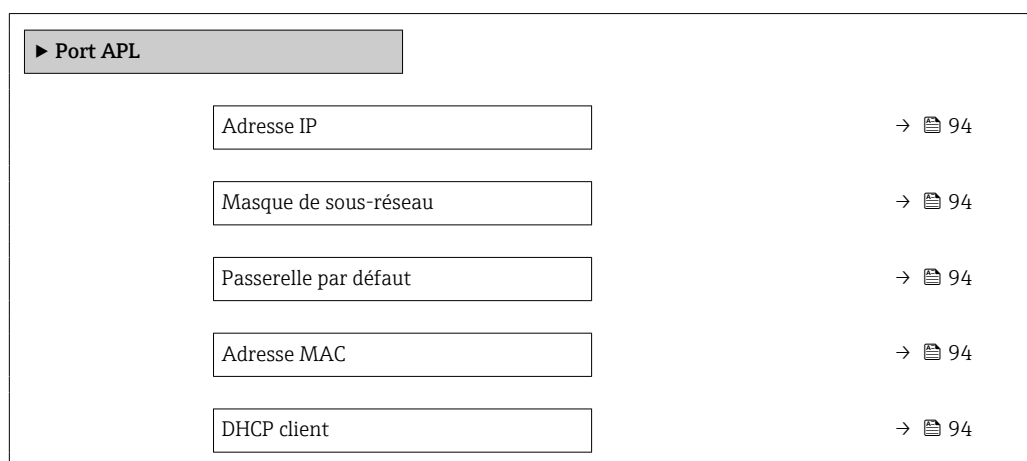 ▶ Port APL
Adresse IP → 94
Masque de sous-réseau → 94
Passerelle par défaut → 94
Adresse MAC → 94
DHCP client → 94